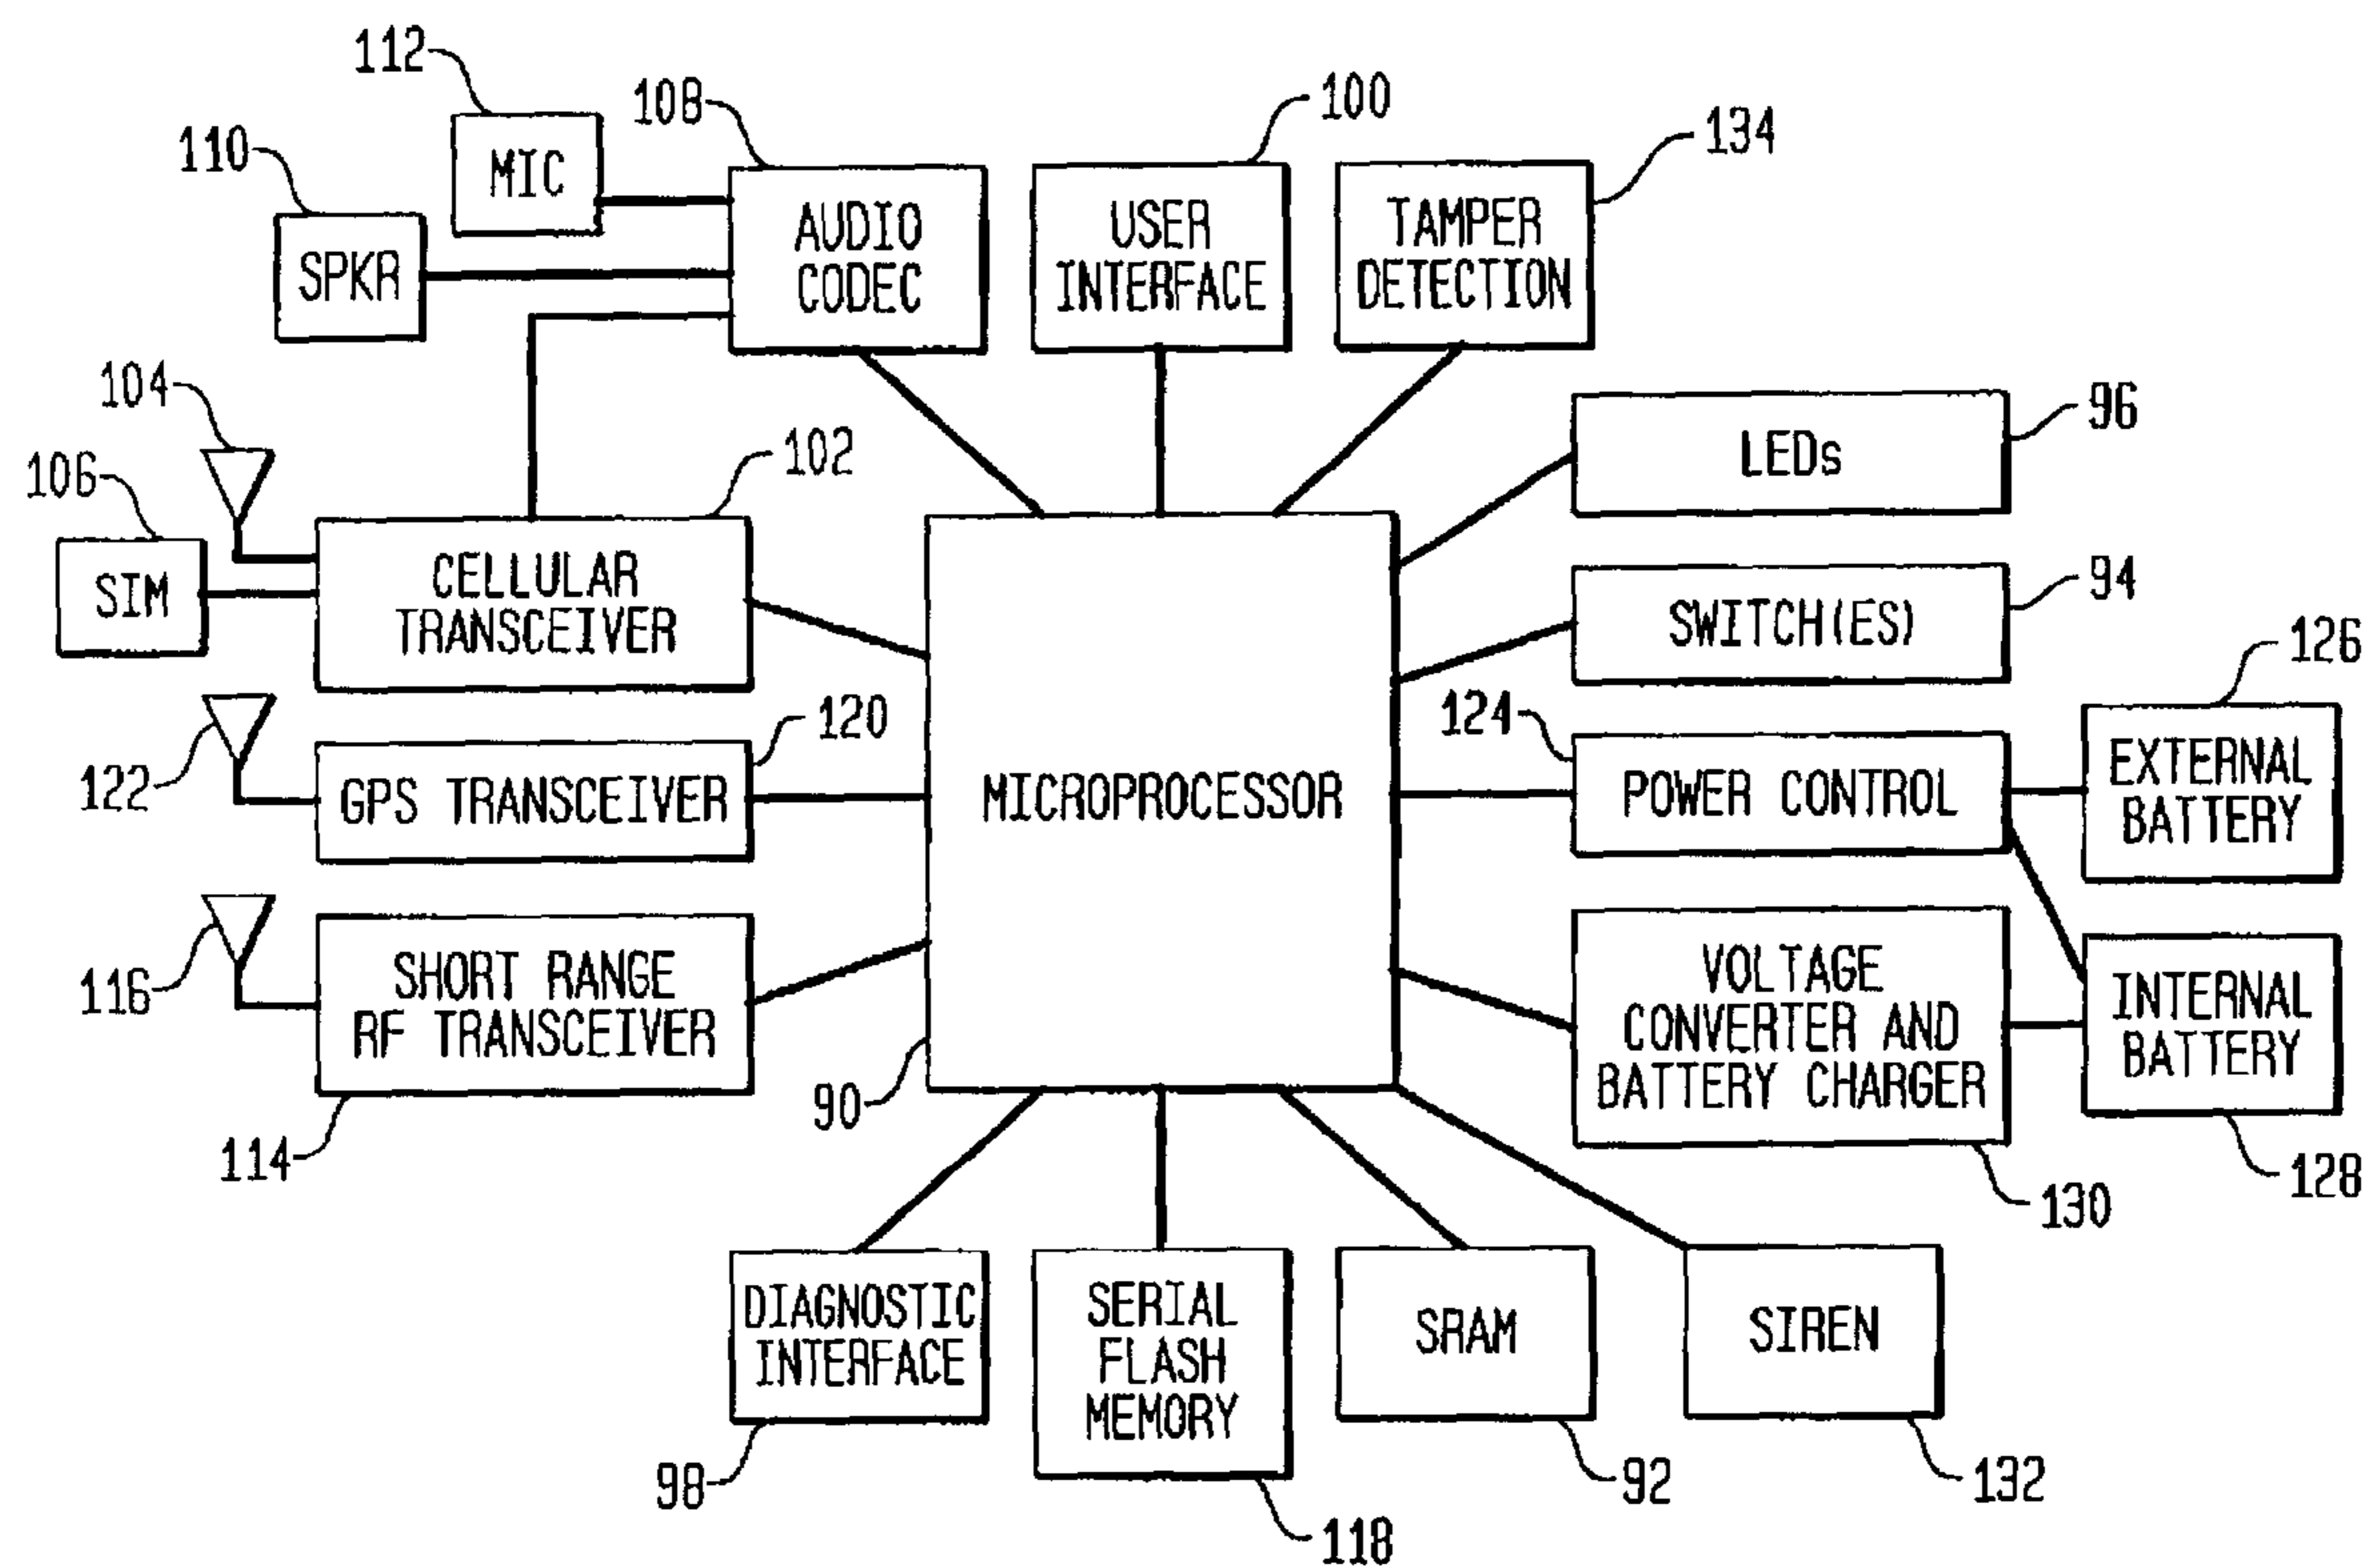 112
MIC
110
SPKR
108
AUDIO
CODEC
100
USER
INTERFACE
134
TAMPER
DETECTION
104
106
SIM
102
CELLULAR
TRANSCEIVER
96
LEDs
94
SWITCH(ES)
122
120
GPS TRANSCEIVER
MICROPROCESSOR
90
124
POWER CONTROL
126
EXTERNAL
BATTERY
116
SHORT RANGE
RF TRANSCEIVER
114
VOLTAGE
CONVERTER AND
BATTERY CHARGER
130
INTERNAL
BATTERY
128
DIAGNOSTIC
INTERFACE
98
SERIAL
FLASH
MEMORY
118
SRAM
92
SIREN
132